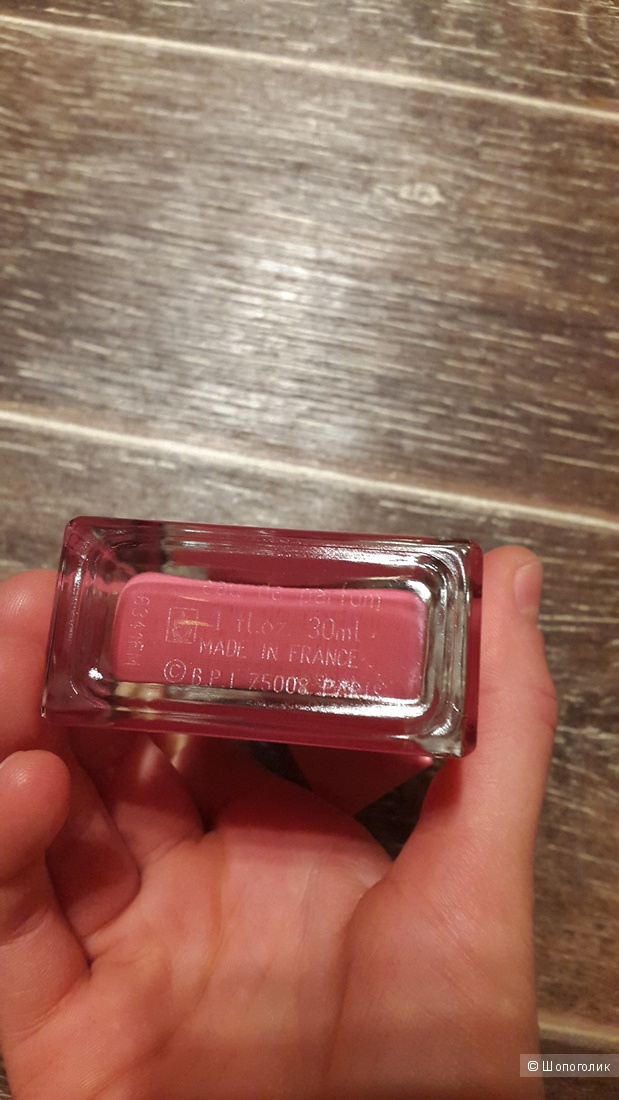 eau de parfum
1 fl.oz. 30ml.
MADE IN FRANCE
© B.P.I. 75008 PARIS
© Шопоголик